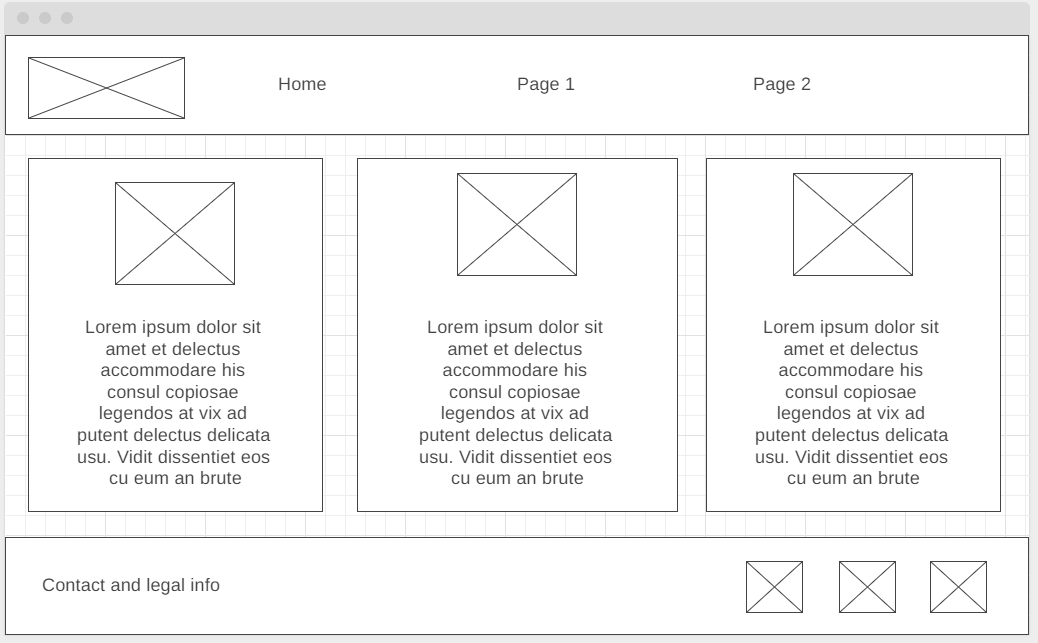 Home
Page 1
Page 2
Lorem ipsum dolor sit
amet et delectus
accommodare his
consul copiosae
legendos at vix ad
putent delectus delicata
usu. Vidit dissentiet eos
cu eum an brute
Lorem ipsum dolor sit
amet et delectus
accommodare his
consul copiosae
legendos at vix ad
putent delectus delicata
usu. Vidit dissentiet eos
cu eum an brute
Lorem ipsum dolor sit
amet et delectus
accommodare his
consul copiosae
legendos at vix ad
putent delectus delicata
usu. Vidit dissentiet eos
cu eum an brute
Contact and legal info